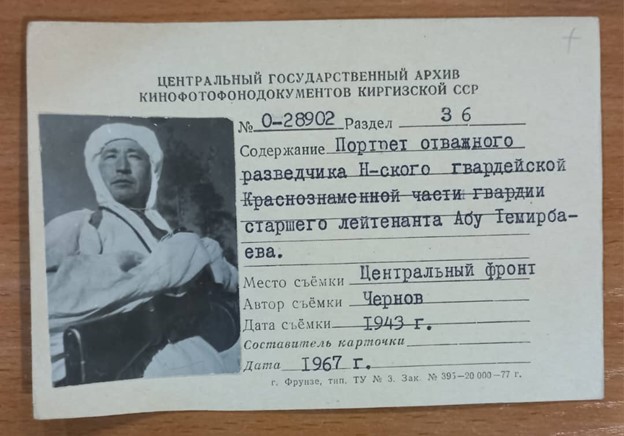 ЦЕНТРАЛЬНЫЙ ГОСУДАРСТВЕННЫЙ АРХИВ
КИНОФОТОФОНОДОКУМЕНТОВ КИРГИЗСКОЙ ССР
№ 0-28902 Раздел 3 6
Содержание Портрет отважного
разведчика Н-ского гвардейской
Краснознаменной части гвардии
старшего лейтенанта Абу Темирба-
ева.
Место съёмки Центральный фронт
Автор съёмки Чернов
Дата съёмки 1943 г.
Составитель карточки
Дата 1967 г.
г. Фрунзе, тип. ТУ № 3. Зак. № 395—20 000—77 г.